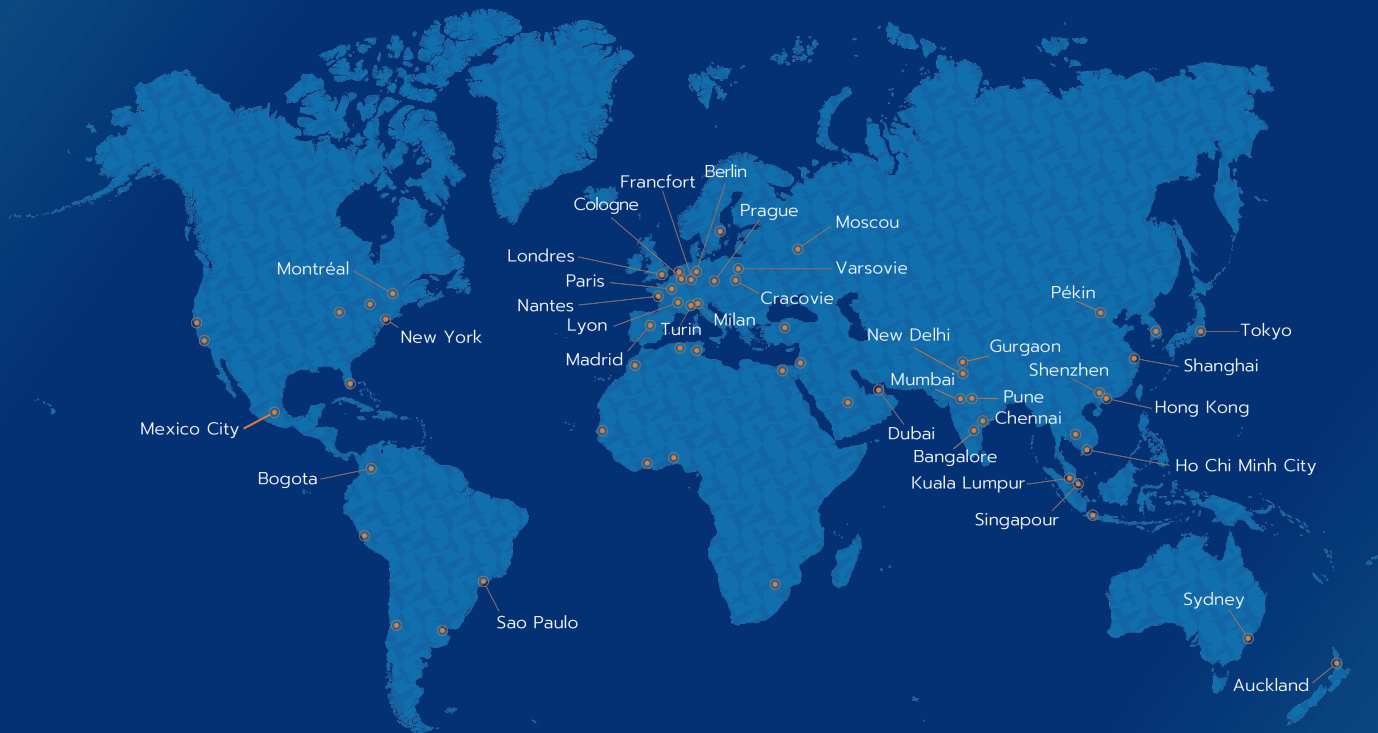 Berlin
Francfort
Cologne
Prague
Moscou
Londres
Montréal
Varsovie
Paris
Pékin
Cracovie
Nantes
Milan
Lyon
Turin
Tokyo
New Delhi
New York
Gurgaon
Madrid
Shanghai
Shenzhen
Mumbai
Pune
Hong Kong
Chennai
Mexico City
Dubai
Bangalore
Ho Chi Minh City
Bogota
Kuala Lumpur
Singapour
Sydney
Sao Paulo
Auckland